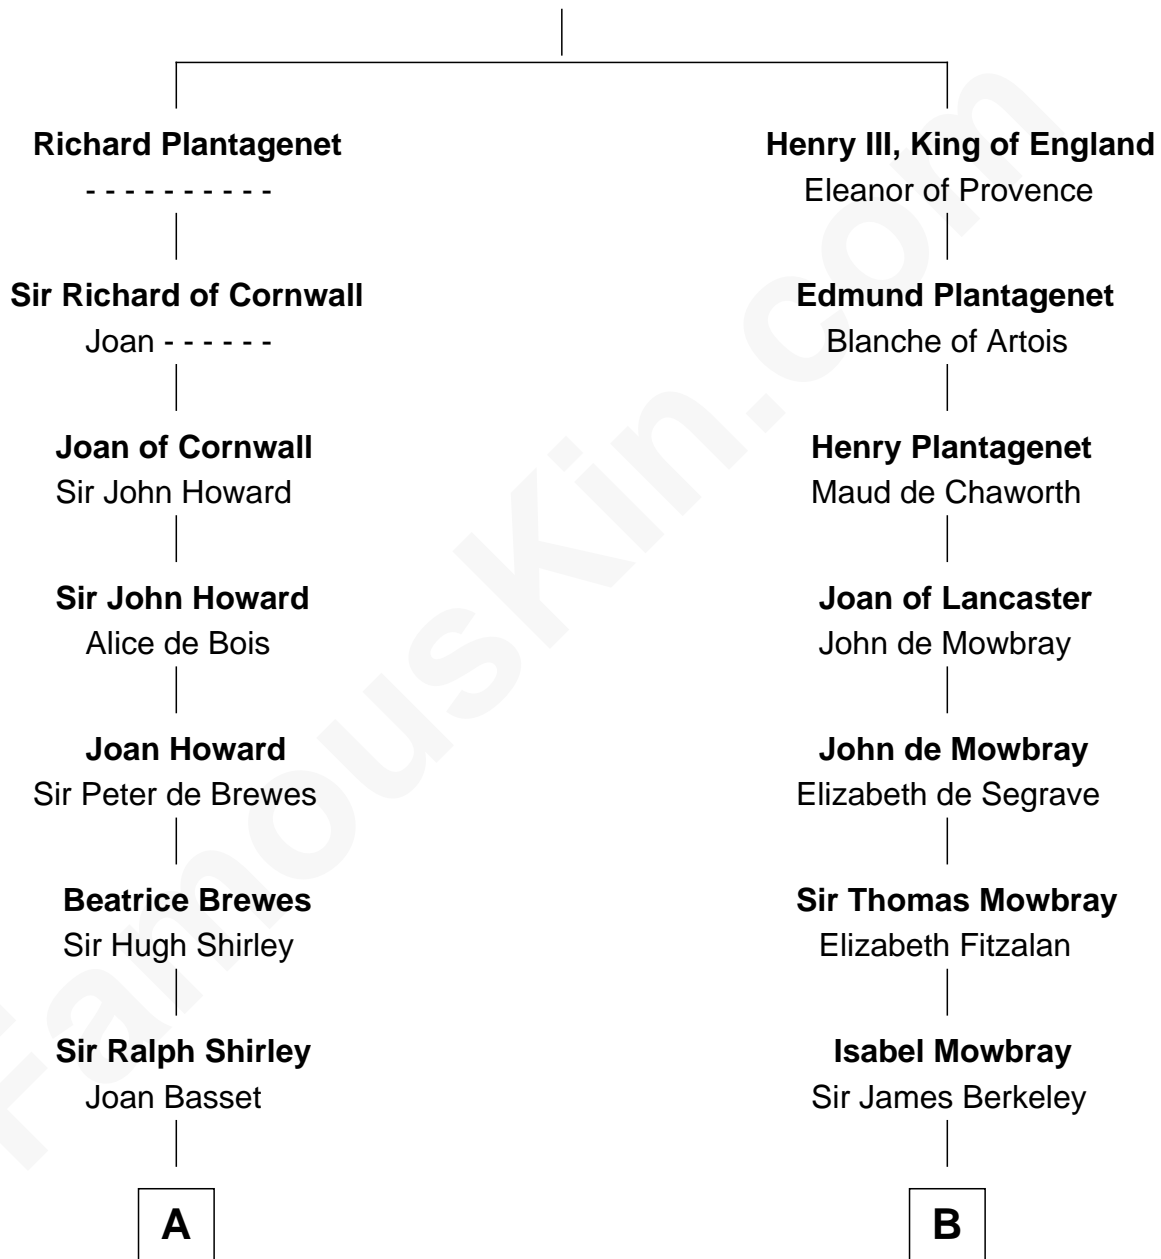 Richard Plantagenet
- - - - - - - - - -
Sir Richard of Cornwall
Joan - - - - - -
Joan of Cornwall
Sir John Howard
Sir John Howard
Alice de Bois
Joan Howard
Sir Peter de Brewes
Beatrice Brewes
Sir Hugh Shirley
Sir Ralph Shirley
Joan Basset
A
Henry III, King of England
Eleanor of Provence
Edmund Plantagenet
Blanche of Artois
Henry Plantagenet
Maud de Chaworth
Joan of Lancaster
John de Mowbray
John de Mowbray
Elizabeth de Segrave
Sir Thomas Mowbray
Elizabeth Fitzalan
Isabel Mowbray
Sir James Berkeley
B
FamousKin.com